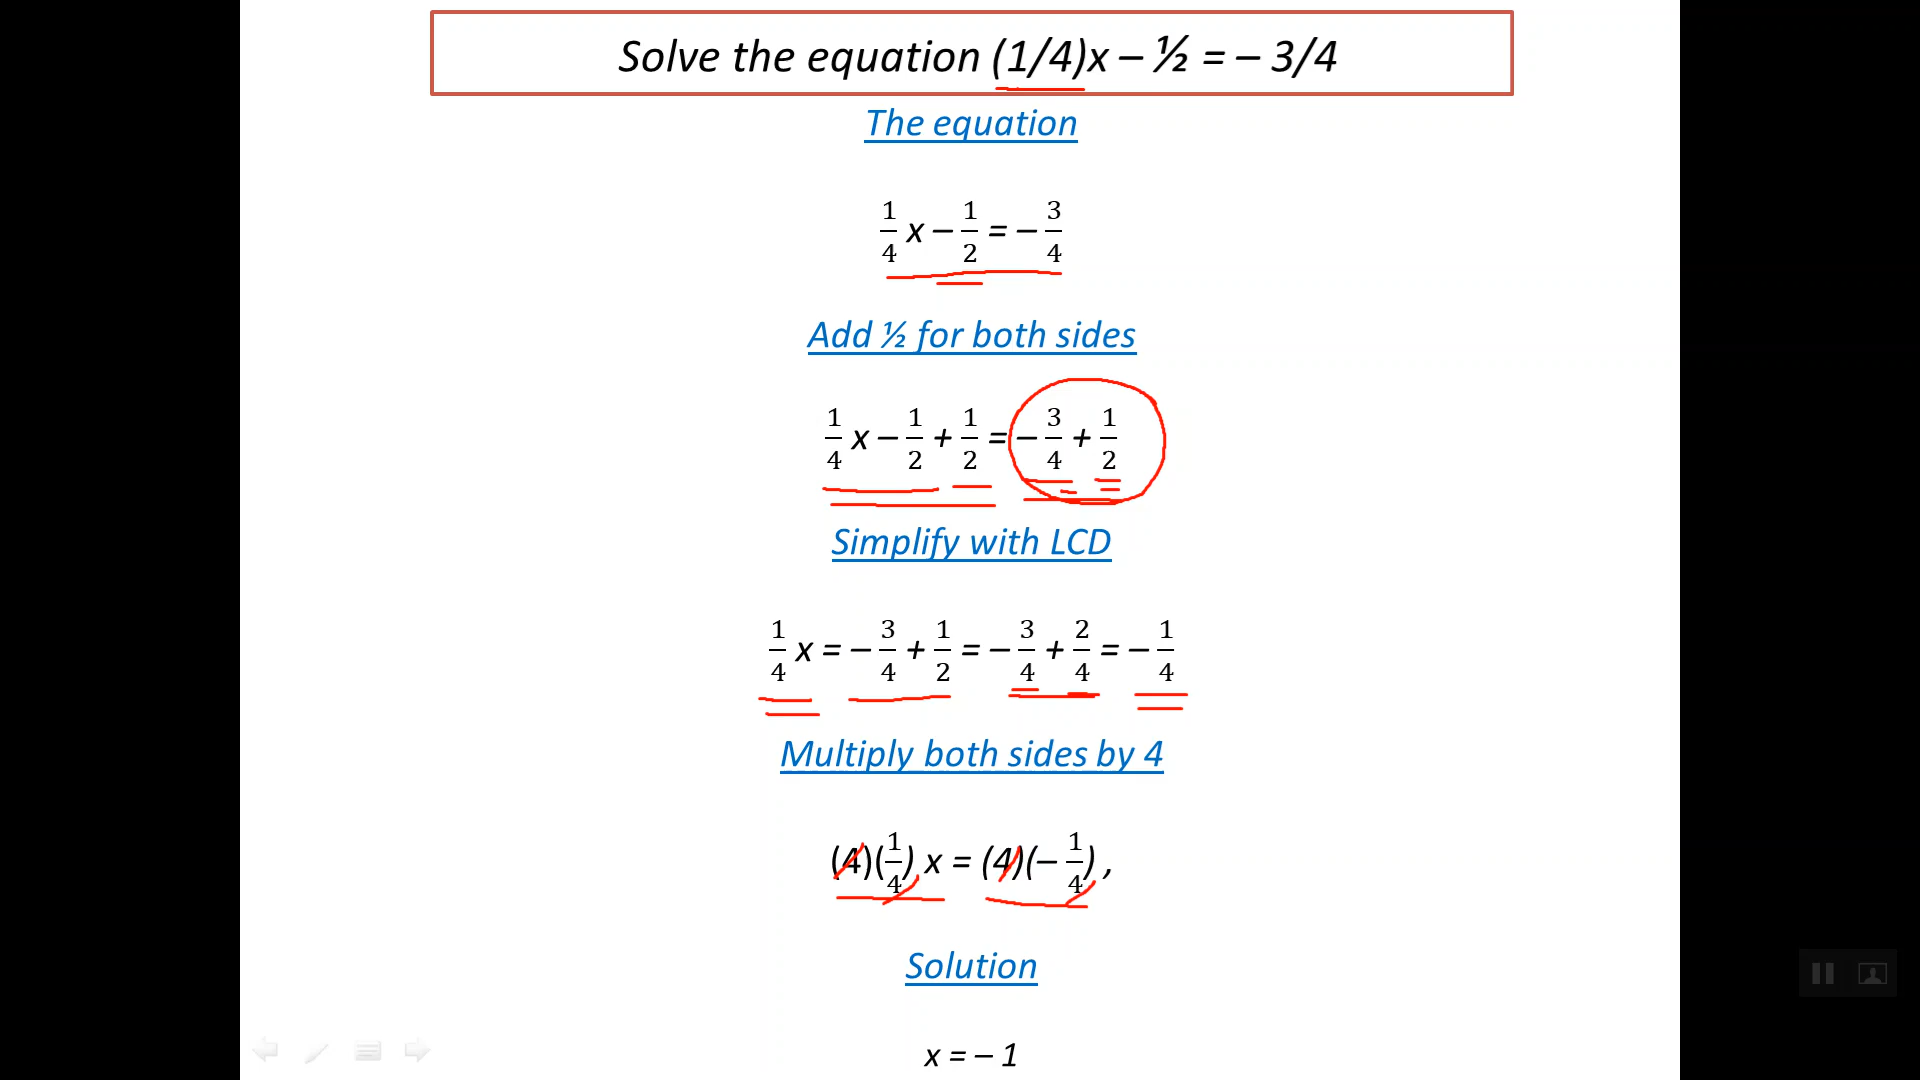 Solve the equation (1/4)x – ½ = – 3/4
The equation
1/4 x – 1/2 = – 3/4
Add ½ for both sides
1/4 x – 1/2 + 1/2 = – 3/4 + 1/2
Simplify with LCD
1/4 x = – 3/4 + 1/2 = – 3/4 + 2/4 = – 1/4
Multiply both sides by 4
(4)(1/4) x = (4)(– 1/4) ,
Solution
x = – 1